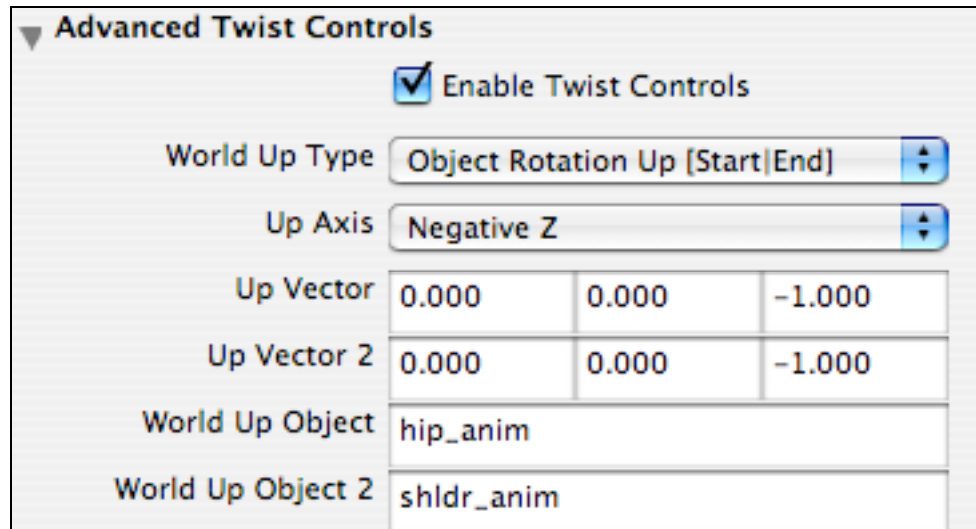 Advanced Twist Controls
Enable Twist Controls
World Up Type Object Rotation Up [Start|End]
Up Axis Negative Z
Up Vector 0.000 0.000 -1.000
Up Vector 2 0.000 0.000 -1.000
World Up Object hip_anim
World Up Object 2 shldr_anim